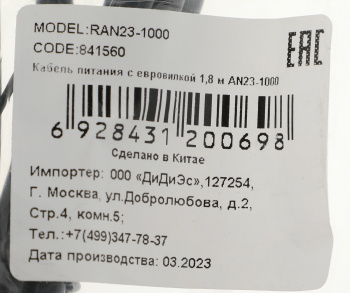 MODEL:RAN23-1000
CODE:841560
EAC
Кабель питания с евровилкой 1,8 м AN23-1000
6 928431 200698
Сделано в Китае
Импортер: ООО «ДиДиЭс»,127254,
Г. Москва, ул.Добролюбова, д.2,
Стр.4, комн.5;
Тел.:+7(499)347-78-37
Дата производства: 03.2023